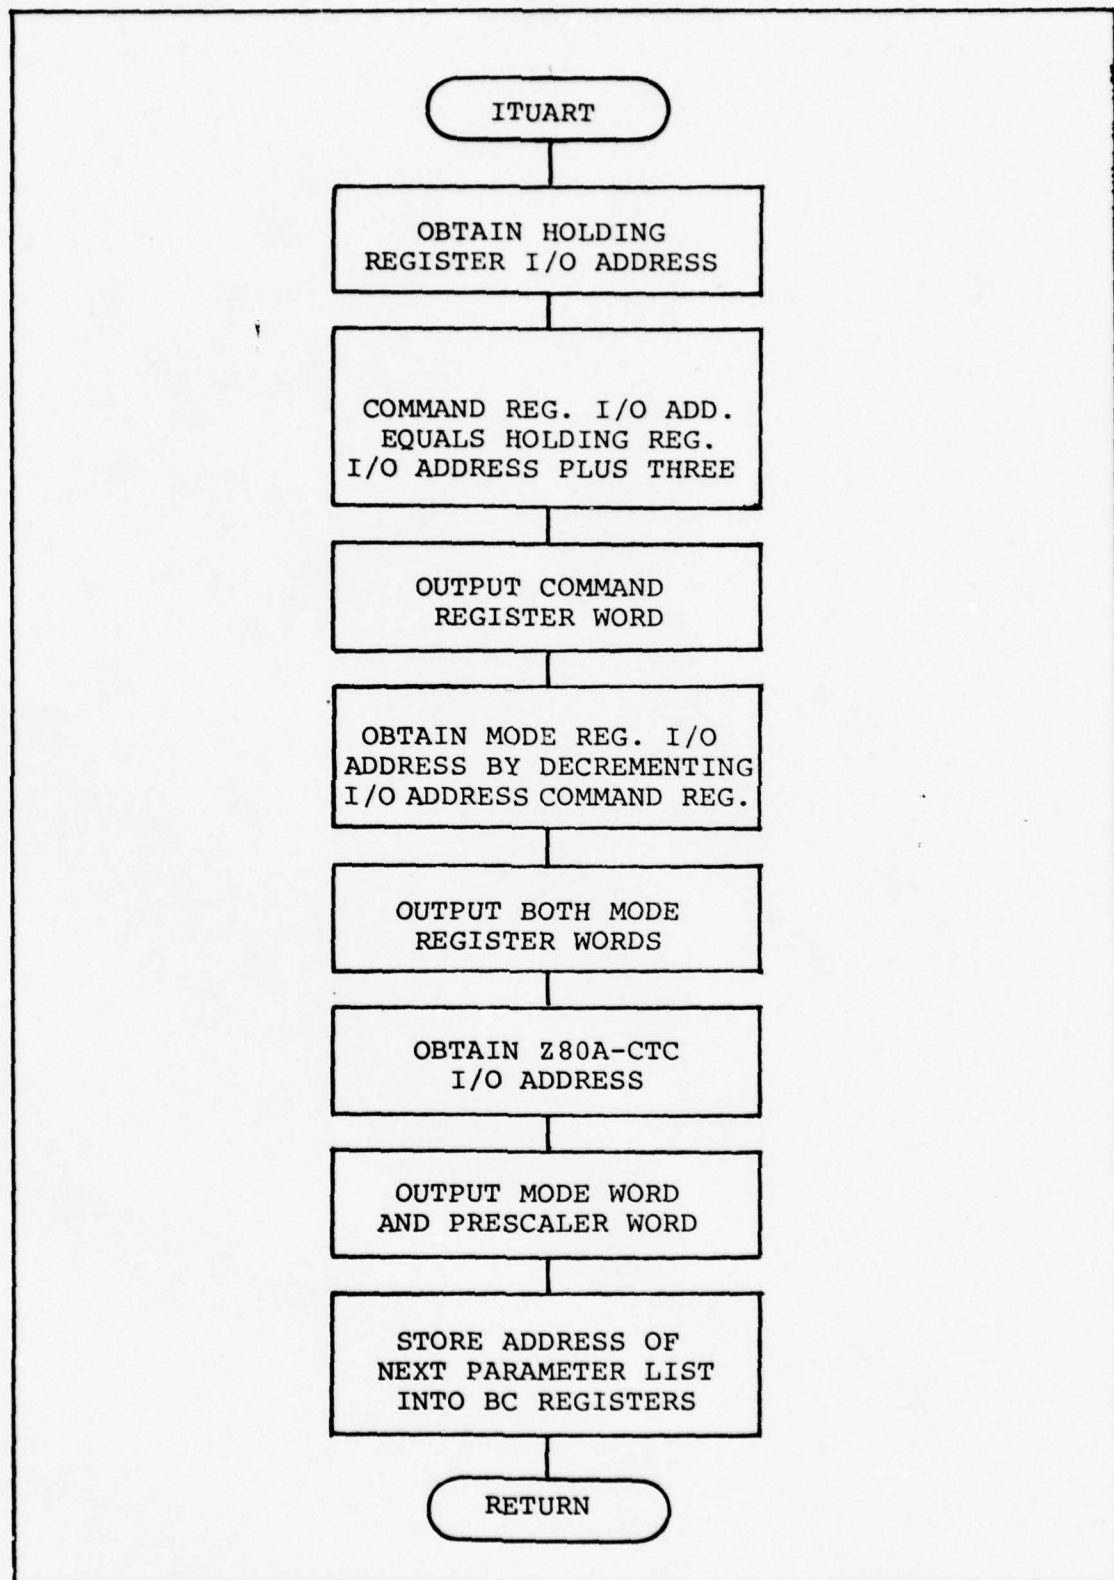 ITUART
OBTAIN HOLDING
REGISTER I/O ADDRESS
COMMAND REG. I/O ADD.
EQUALS HOLDING REG.
I/O ADDRESS PLUS THREE
OUTPUT COMMAND
REGISTER WORD
OBTAIN MODE REG. I/O
ADDRESS BY DECREMENTING
I/O ADDRESS COMMAND REG.
OUTPUT BOTH MODE
REGISTER WORDS
OBTAIN Z80A-CTC
I/O ADDRESS
OUTPUT MODE WORD
AND PRESCALER WORD
STORE ADDRESS OF
NEXT PARAMETER LIST
INTO BC REGISTERS
RETURN